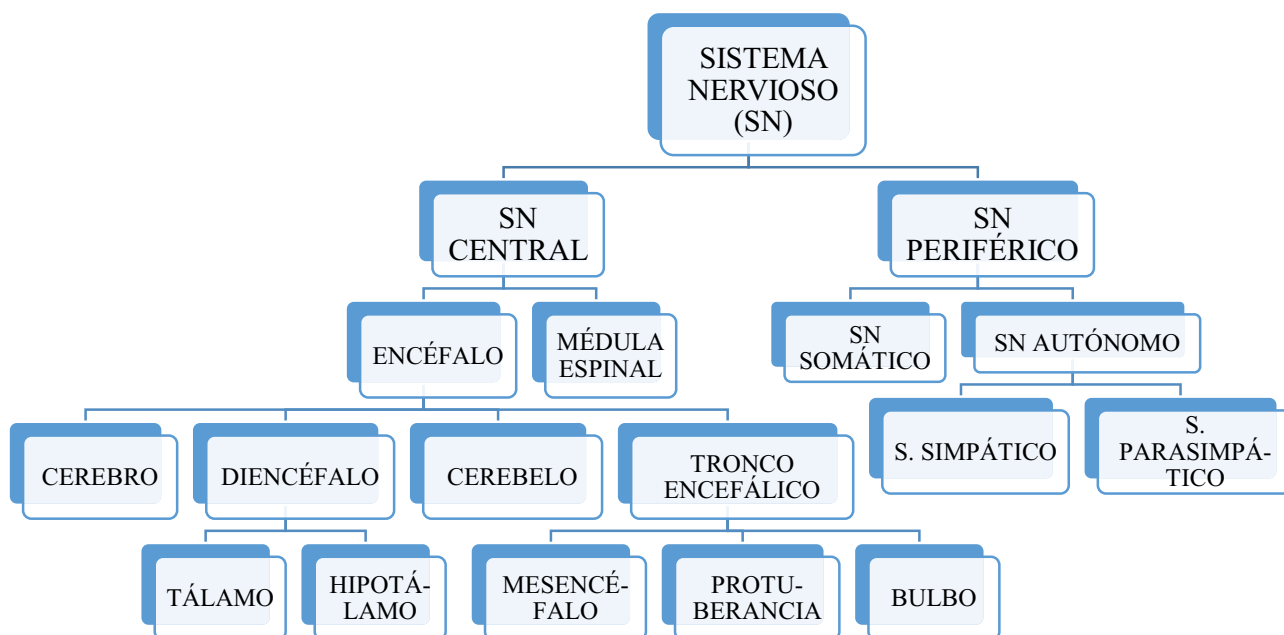 SISTEMA
NERVIOSO
(SN)
SN
CENTRAL
SN
PERIFÉRICO
ENCÉFALO
MÉDULA
ESPINAL
SN
SOMÁTICO
SN AUTÓNOMO
CEREBRO
DIENCÉFALO
CEREBELO
TRONCO
ENCEFÁLICO
S. SIMPÁTICO
S.
PARASIMPÁ-
TICO
TÁLAMO
HIPOTÁ-
LAMO
MESENCÉ-
FALO
PROTU-
BERANCIA
BULBO